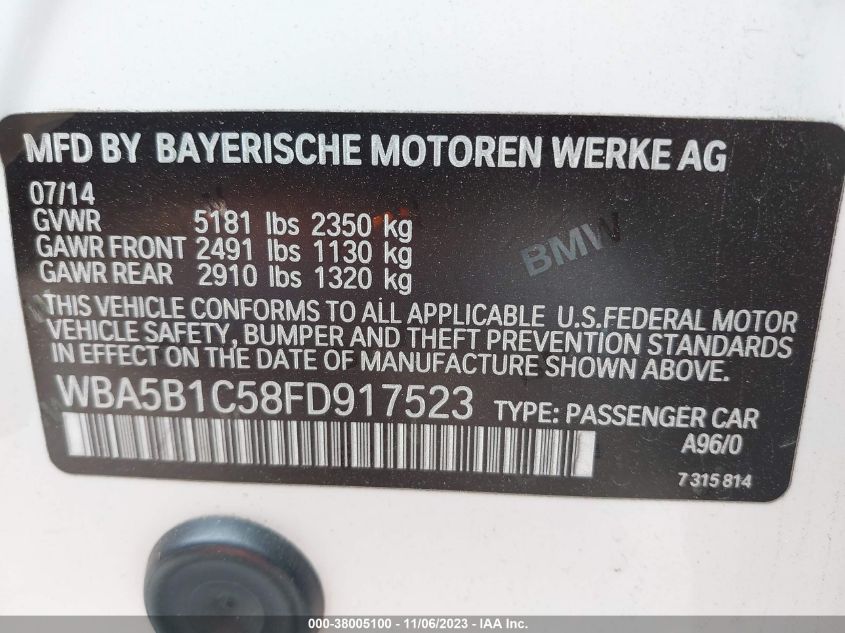 MFD BY BAYERISCHE MOTOREN WERKE AG
07/14
GVWR 5181 lbs 2350 kg
GAWR FRONT 2491 lbs 1130 kg
GAWR REAR 2910 lbs 1320 kg
BMW
THIS VEHICLE CONFORMS TO ALL APPLICABLE U.S.FEDERAL MOTOR
VEHICLE SAFETY, BUMPER AND THEFT PREVENTION STANDARDS
IN EFFECT ON THE DATE OF MANUFACTURE SHOWN ABOVE.
WBA5B1C58FD917523 TYPE: PASSENGER CAR
A96/0
7 315 814
000-38005100 - 11/06/2023 - IAA Inc.